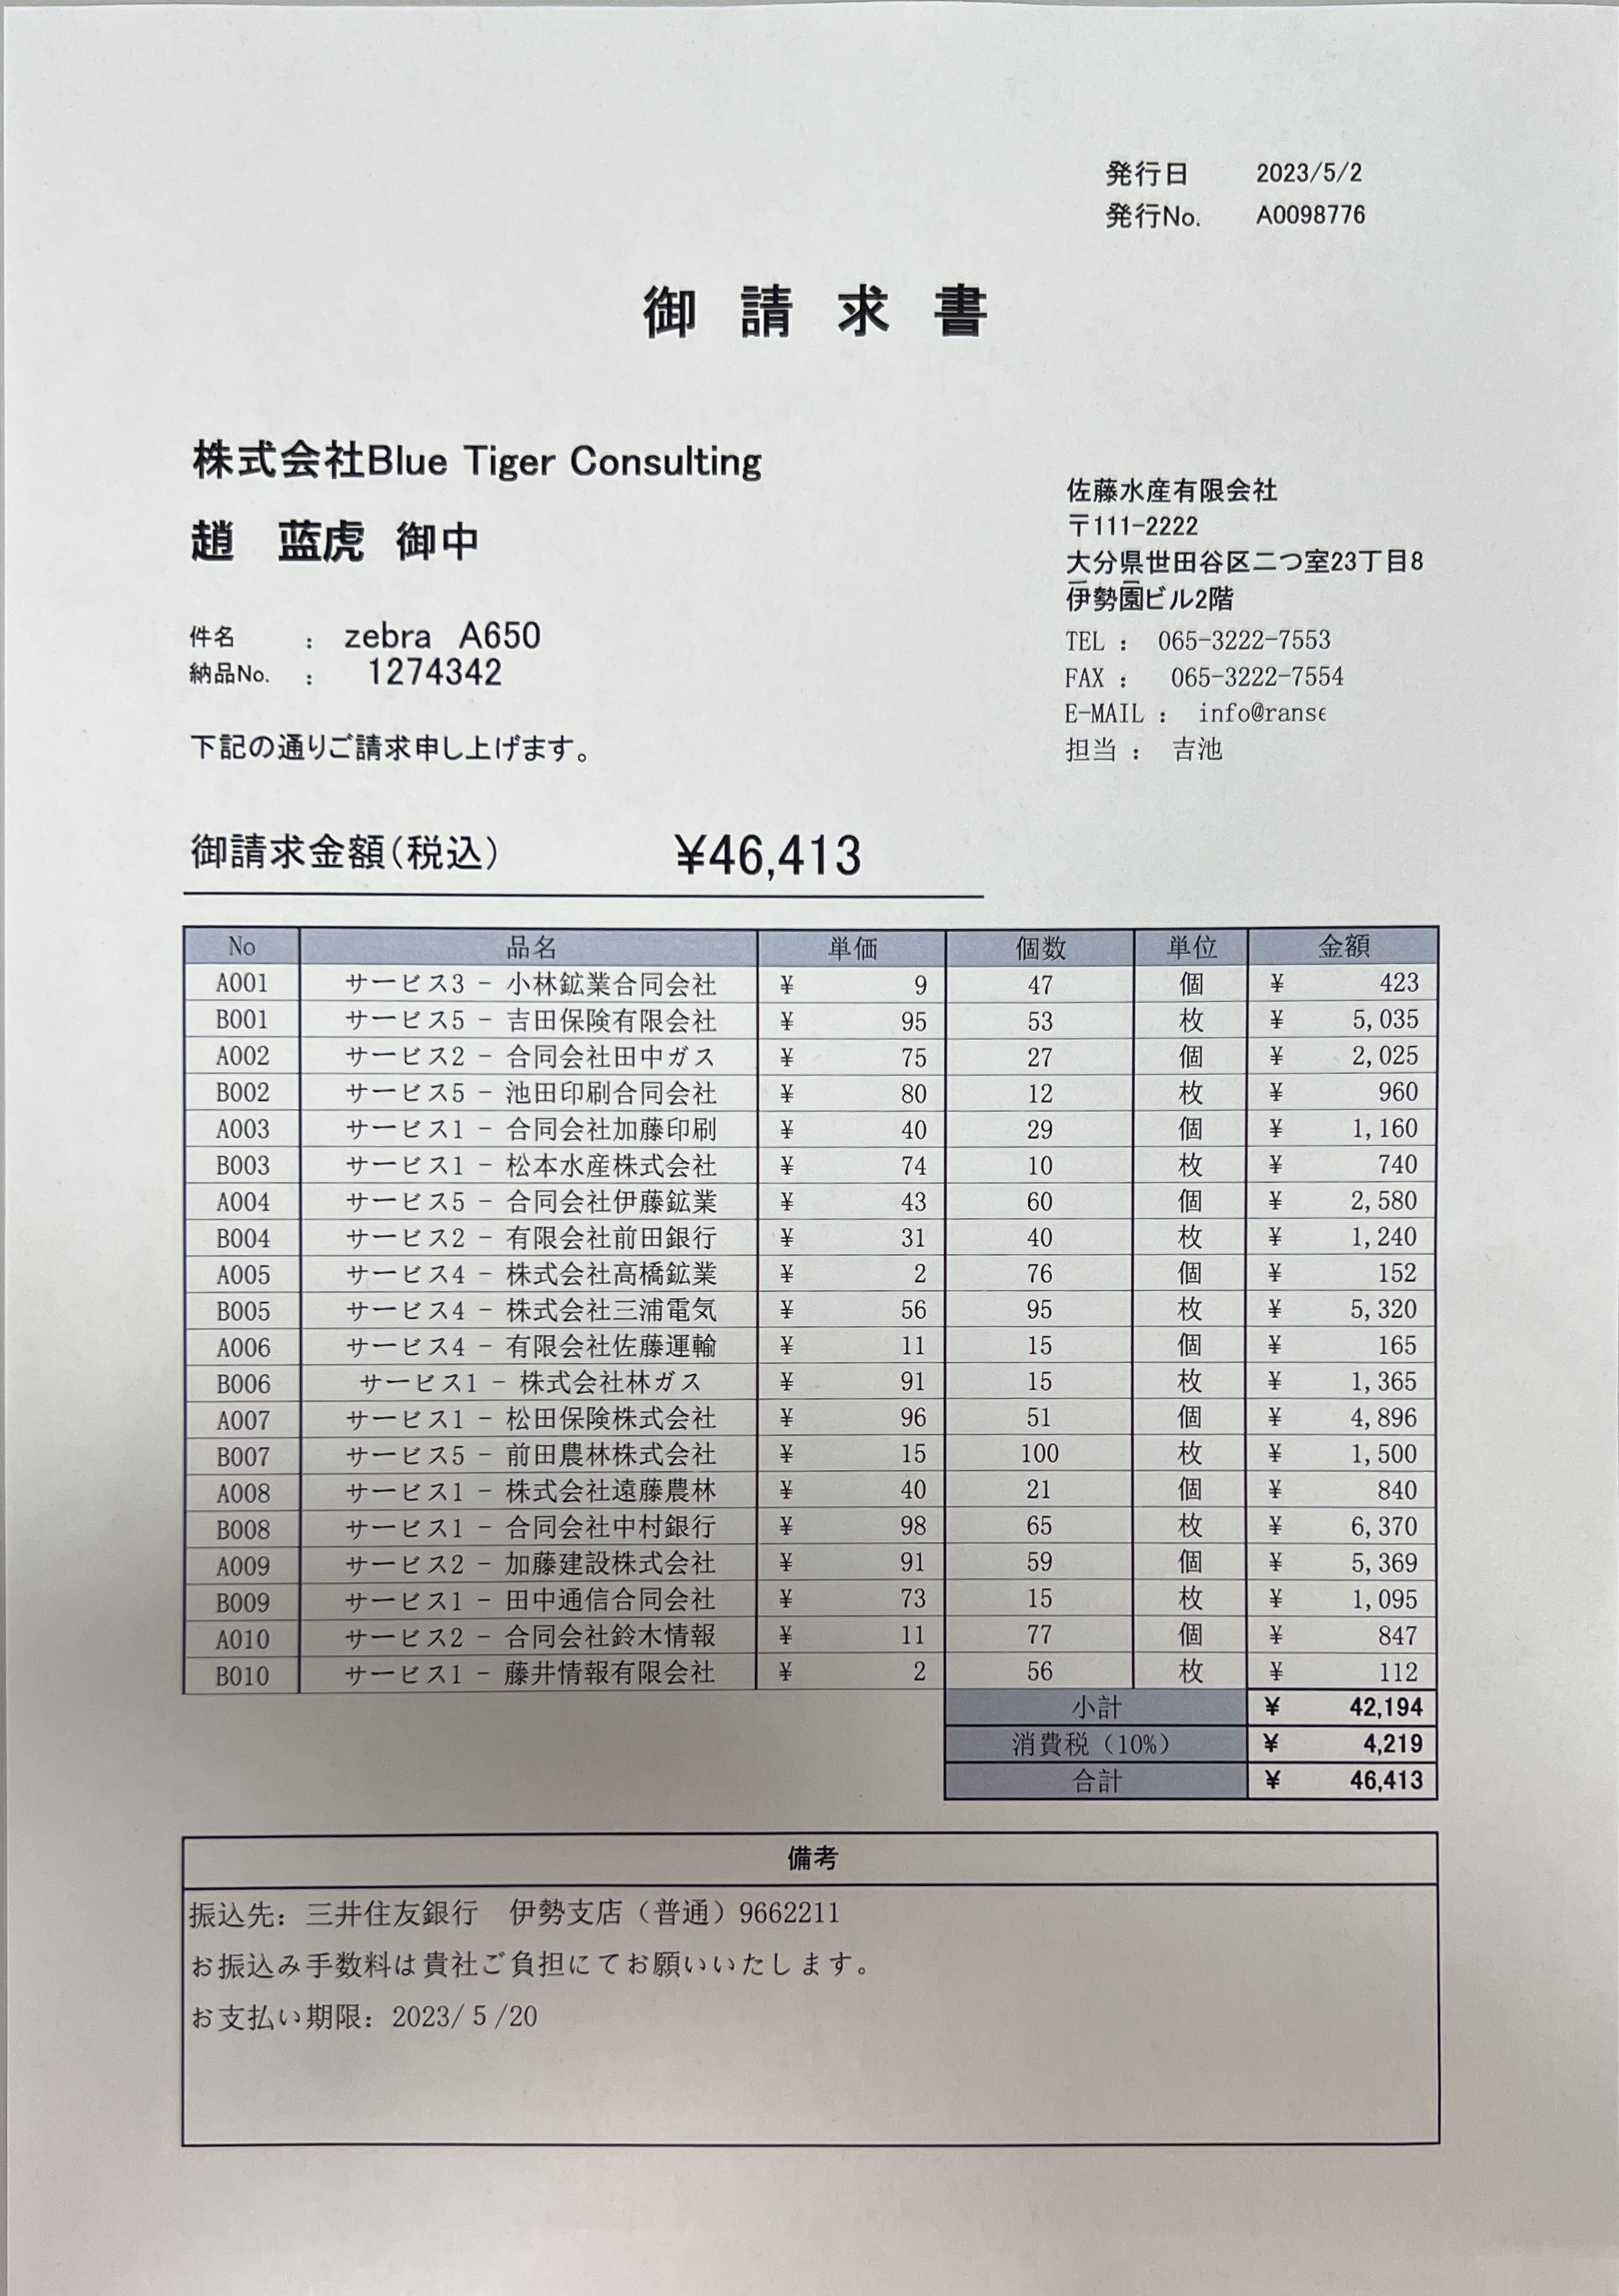 発行日 2023/5/2
発行No. A0098776
御 請 求 書
株式会社Blue Tiger Consulting
趙 蓝虎 御中
件名 : zebra A650
納品No. : 1274342
下記の通りご請求申し上げます。
佐藤水産有限会社
〒111-2222
大分県世田谷区二つ室23丁目8
伊勢園ビル2階
TEL : 065-3222-7553
FAX : 065-3222-7554
E-MAIL : info@ranse
担当 : 吉池
御請求金額(税込) ¥46,413
No 品名 単価 個数 単位 金額
A001 サービス3 - 小林鉱業合同会社 ¥ 9 47 個 ¥ 423
B001 サービス5 - 吉田保険有限会社 ¥ 95 53 枚 ¥ 5,035
A002 サービス2 - 合同会社田中ガス ¥ 75 27 個 ¥ 2,025
B002 サービス5 - 池田印刷合同会社 ¥ 80 12 枚 ¥ 960
A003 サービス1 - 合同会社加藤印刷 ¥ 40 29 個 ¥ 1,160
B003 サービス1 - 松本水産株式会社 ¥ 74 10 枚 ¥ 740
A004 サービス5 - 合同会社伊藤鉱業 ¥ 43 60 個 ¥ 2,580
B004 サービス2 - 有限会社前田銀行 ¥ 31 40 枚 ¥ 1,240
A005 サービス4 - 株式会社高橋鉱業 ¥ 2 76 個 ¥ 152
B005 サービス4 - 株式会社三浦電気 ¥ 56 95 枚 ¥ 5,320
A006 サービス4 - 有限会社佐藤運輸 ¥ 11 15 個 ¥ 165
B006 サービス1 - 株式会社林ガス ¥ 91 15 枚 ¥ 1,365
A007 サービス1 - 松田保険株式会社 ¥ 96 51 個 ¥ 4,896
B007 サービス5 - 前田農林株式会社 ¥ 15 100 枚 ¥ 1,500
A008 サービス1 - 株式会社遠藤農林 ¥ 40 21 個 ¥ 840
B008 サービス1 - 合同会社中村銀行 ¥ 98 65 枚 ¥ 6,370
A009 サービス2 - 加藤建設株式会社 ¥ 91 59 個 ¥ 5,369
B009 サービス1 - 田中通信合同会社 ¥ 73 15 枚 ¥ 1,095
A010 サービス2 - 合同会社鈴木情報 ¥ 11 77 個 ¥ 847
B010 サービス1 - 藤井情報有限会社 ¥ 2 56 枚 ¥ 112
小計 ¥ 42,194
消費税(10%) ¥ 4,219
合計 ¥ 46,413
備考
振込先: 三井住友銀行 伊勢支店(普通)9662211
お振込み手数料は貴社ご負担にてお願いいたします。
お支払い期限: 2023/５/20